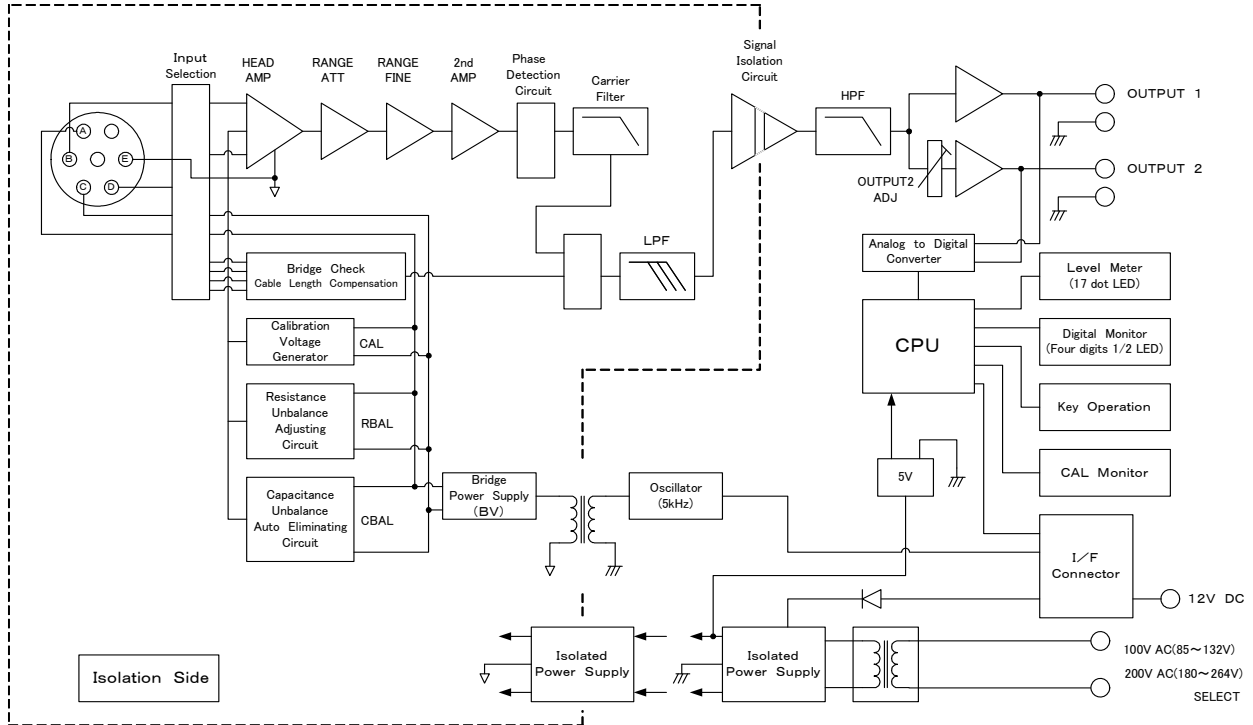 Input
Selection
HEAD
AMP
RANGE
ATT
RANGE
FINE
2nd
AMP
Phase
Detection
Circuit
Carrier
Filter
Signal
Isolation
Circuit
HPF
OUTPUT 1
OUTPUT 2
OUTPUT2
ADJ
A
B
E
C
D
LPF
Bridge Check
Cable Length Compensation
Analog to Digital
Converter
Level Meter
(17 dot LED)
Calibration
Voltage
Generator
CAL
CPU
Digital Monitor
(Four digits 1/2 LED)
Resistance
Unbalance
Adjusting
Circuit
RBAL
Key Operation
5V
CAL Monitor
Capacitance
Unbalance
Auto Eliminating
Circuit
CBAL
Bridge
Power Supply
(BV)
Oscillator
(5kHz)
I/F
Connector
12V DC
Isolated
Power Supply
Isolated
Power Supply
100V AC(85～132V)
200V AC(180～264V)
SELECT
Isolation Side